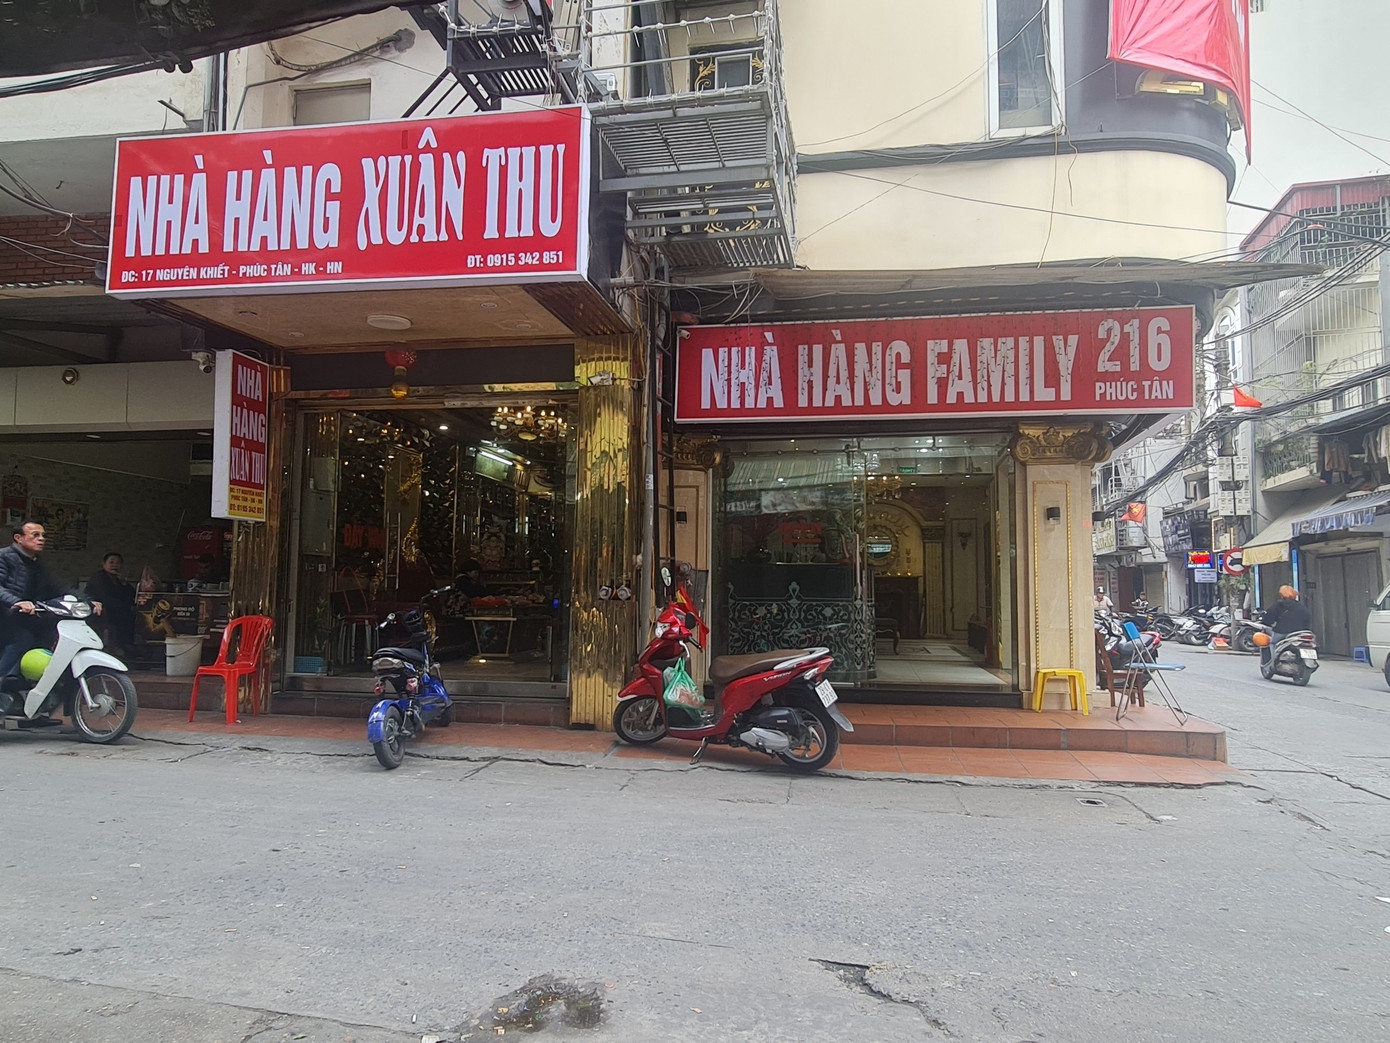 NHÀ HÀNG XUÂN THU
ĐC: 17 NGUYÊN KHIẾT - PHÚC TÂN - HK - HN
ĐT: 0915 342 851
NHÀ HÀNG FAMILY
216
PHÚC TÂN
NHÀ
HÀNG
XUÂN THU